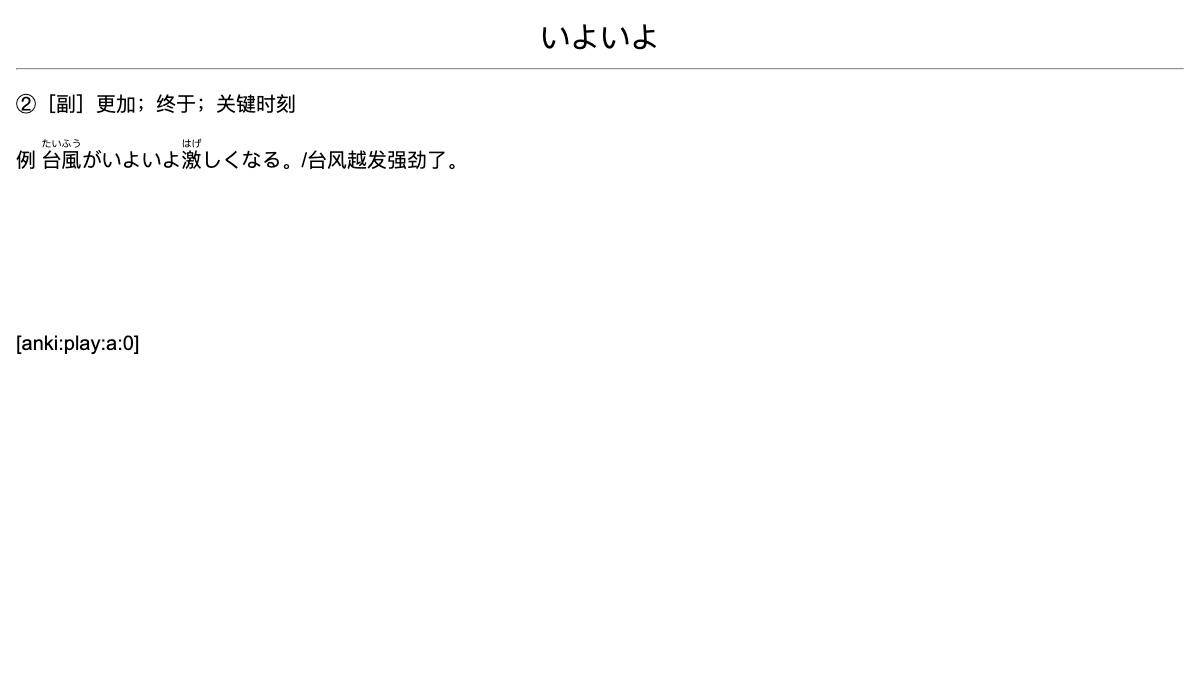 いよいよ
②［副］更加；终于；关键时刻
例 台風がいよいよ激しくなる。/台风越发强劲了。
たいふう はげ
[anki:play:a:0]